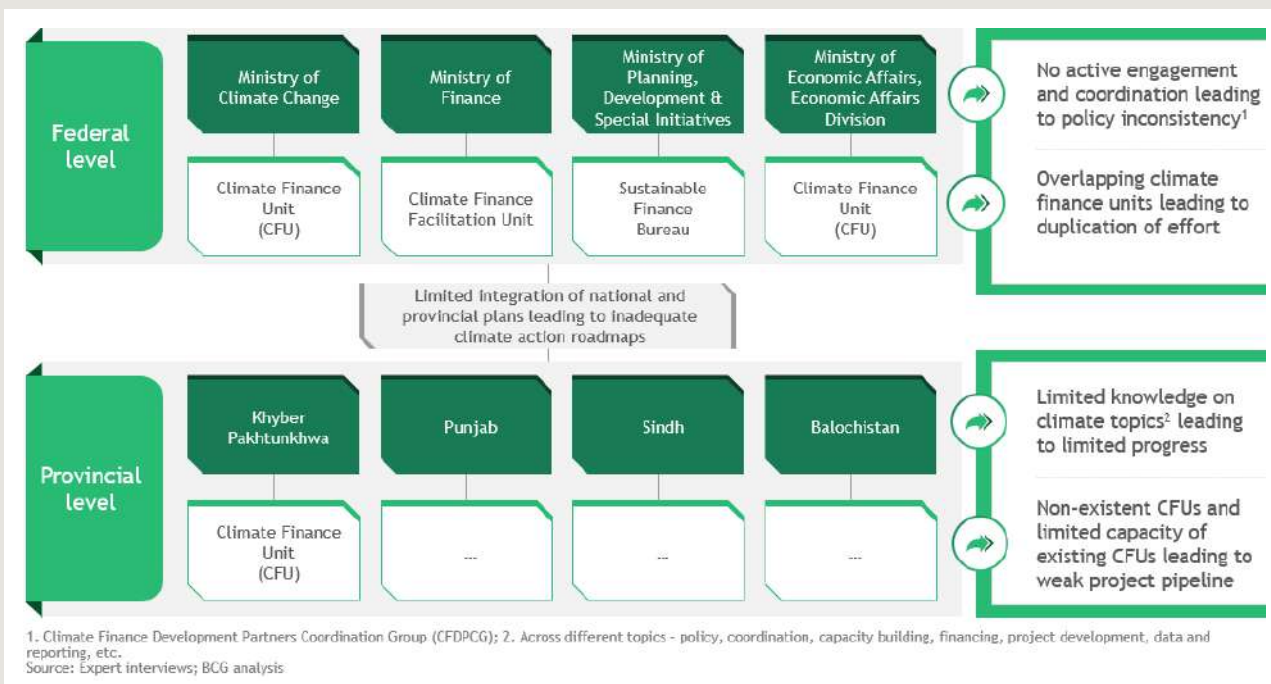 Federal
level
Ministry of
Climate Change
Ministry of
Finance
Ministry of
Planning,
Development &
Special Initiatives
Ministry of
Economic Affairs,
Economic Affairs
Division
Climate Finance
Unit
(CFU)
Climate Finance
Facilitation Unit
Sustainable
Finance
Bureau
Climate Finance
Unit
(CFU)
No active engagement
and coordination leading
to policy inconsistency¹
Overlapping climate
finance units leading to
duplication of effort
Limited integration of national and
provincial plans leading to inadequate
climate action roadmaps
Provincial
level
Khyber
Pakhtunkhwa
Punjab
Sindh
Balochistan
Climate Finance
Unit
(CFU)
---
---
---
Limited knowledge on
climate topics² leading
to limited progress
Non-existent CFUs and
limited capacity of
existing CFUs leading to
weak project pipeline
1. Climate Finance Development Partners Coordination Group (CFDPCG); 2. Across different topics - policy, coordination, capacity building, financing, project development, data and
reporting, etc.
Source: Expert interviews; BCG analysis